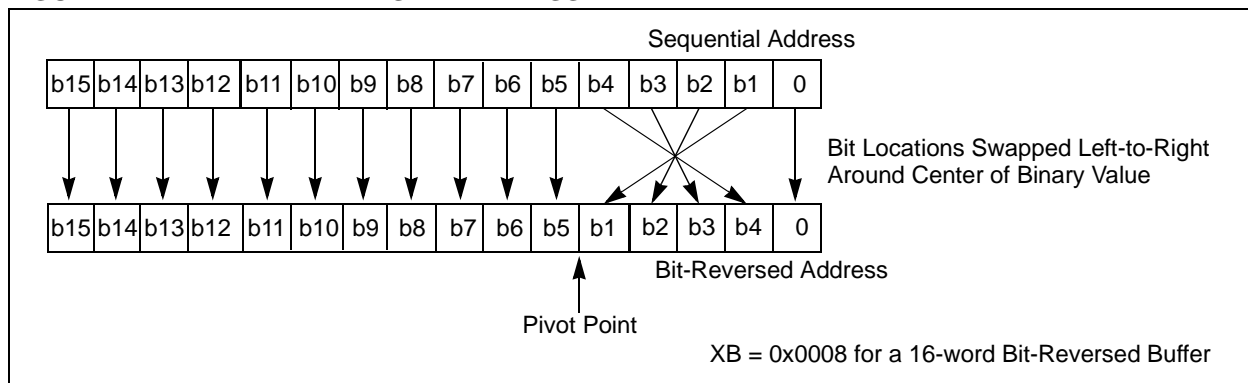 Sequential Address
b15 b14 b13 b12 b11 b10 b9 b8 b7 b6 b5 b4 b3 b2 b1 0
Bit Locations Swapped Left-to-Right
Around Center of Binary Value
b15 b14 b13 b12 b11 b10 b9 b8 b7 b6 b5 b1 b2 b3 b4 0
Bit-Reversed Address
Pivot Point
XB = 0x0008 for a 16-word Bit-Reversed Buffer